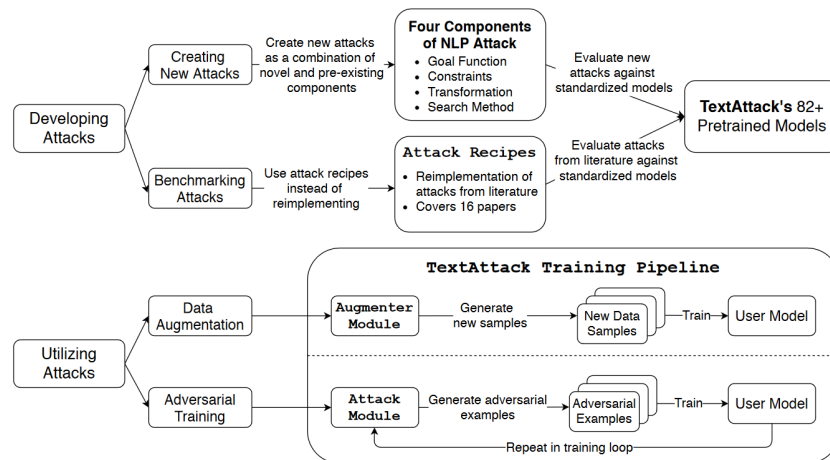 Developing
Attacks
Creating
New Attacks
Create new attacks
as a combination of
novel and pre-existing
components
Four Components
of NLP Attack
• Goal Function
• Constraints
• Transformation
• Search Method
Evaluate new
attacks against
standardized models
TextAttack's 82+
Pretrained Models
Benchmarking
Attacks
Use attack recipes
instead of
reimplementing
Attack Recipes
• Reimplementation of
attacks from literature
• Covers 16 papers
Evaluate attacks
from literature against
standardized models
Utilizing
Attacks
TextAttack Training Pipeline
Data
Augmentation
Augmenter
Module
Generate
new samples
New Data
Samples
Train
User Model
Adversarial
Training
Attack
Module
Generate adversarial
examples
Adversarial
Examples
Train
User Model
Repeat in training loop